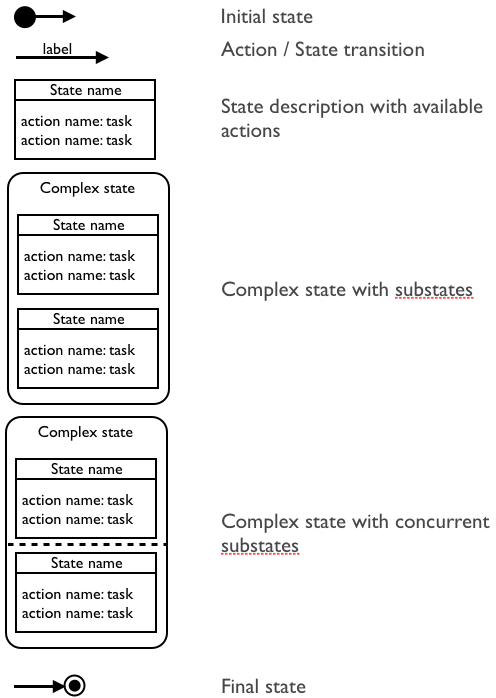 Initial state
label
Action / State transition
State name
action name: task
action name: task
State description with available
actions
Complex state
State name
action name: task
action name: task
State name
action name: task
action name: task
Complex state with substates
Complex state
State name
action name: task
action name: task
State name
action name: task
action name: task
Complex state with concurrent
substates
Final state